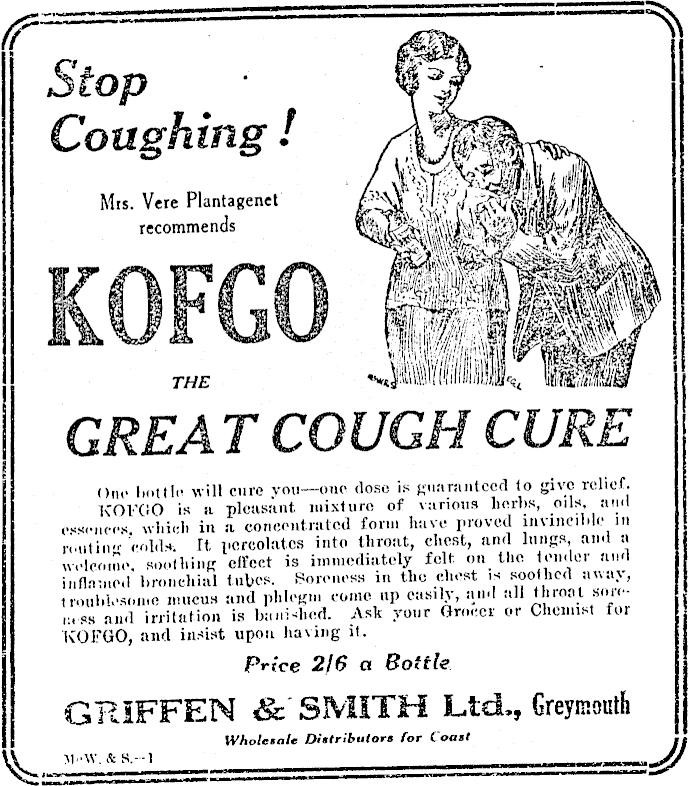 Stop
Coughing!
Mrs. Vere Plantagenet
recommends
KOFGO
THE
GREAT COUGH CURE
One bottle will cure you—one dose is guaranteed to give relief.
KOFGO is a pleasant mixture of various herbs, oils, and
essences, which in a concentrated form have proved invincible in
routing colds. It percolates into throat, chest, and lungs, and a
welcome, soothing effect is immediately felt on the tender and
inflamed bronchial tubes. Soreness in the chest is soothed away,
troublesome mucus and phlegm come up easily, and all throat sore-
ness and irritation is banished. Ask your Grocer or Chemist for
KOFGO, and insist upon having it.
Price 2/6 a Bottle
GRIFFEN & SMITH Ltd., Greymouth
Wholesale Distributors for Coast
McW. & S.--1